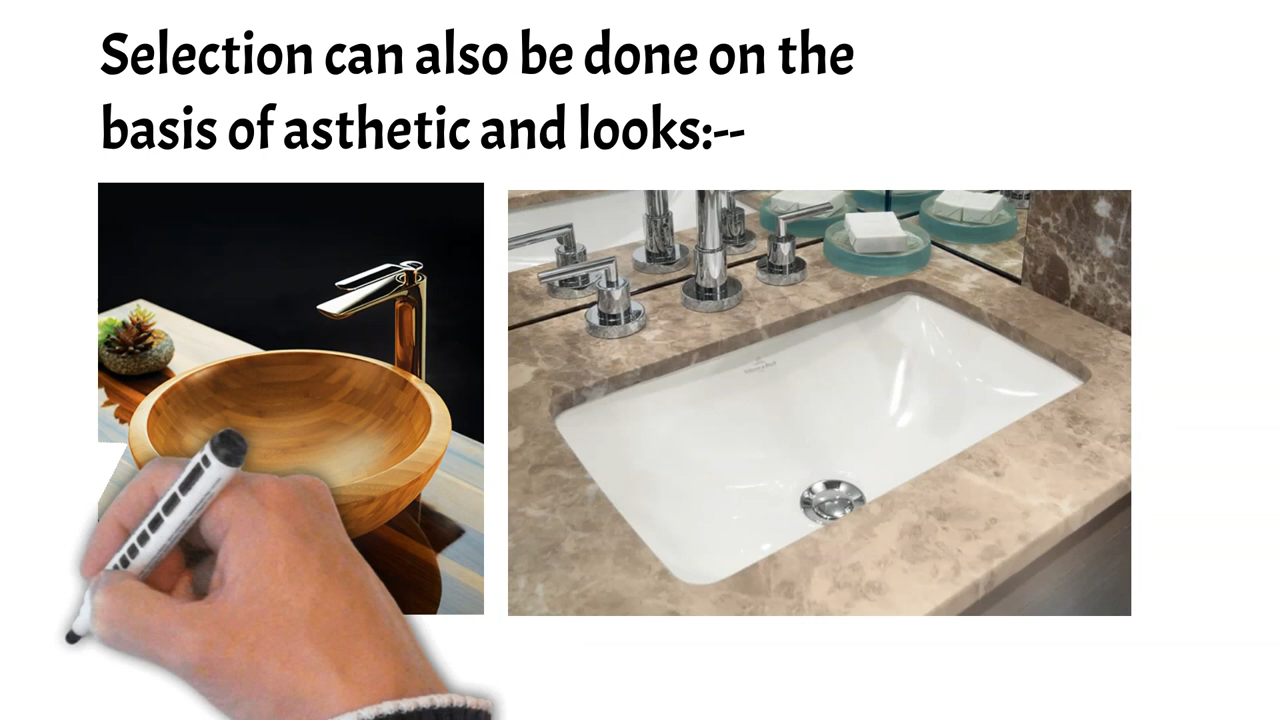 Selection can also be done on the
basis of asthetic and looks:--